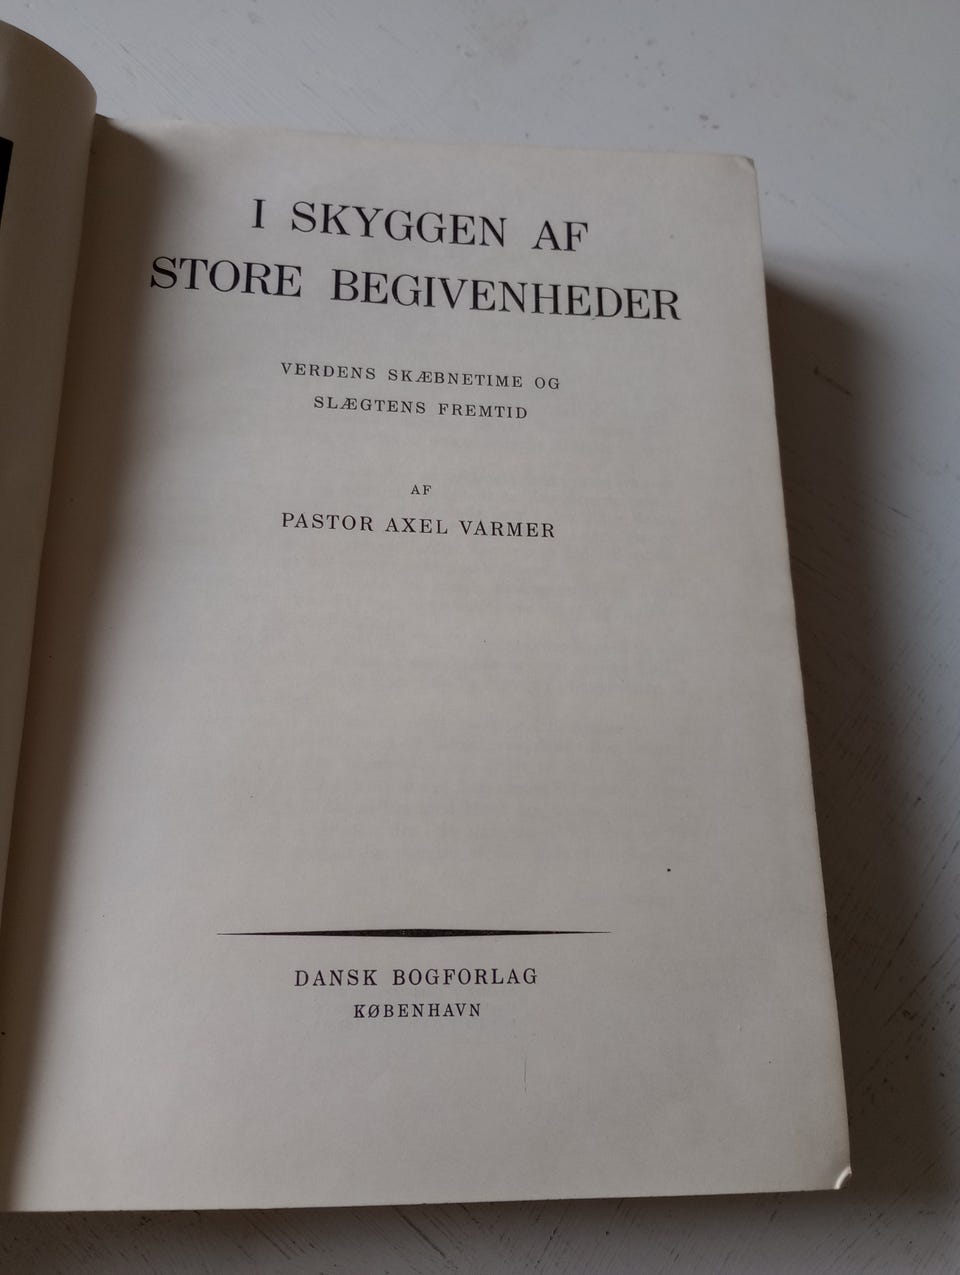 I SKYGGEN AF
STORE BEGIVENHEDER
VERDENS SKÆBNETIME OG
SLÆGTENS FREMTID
AF
PASTOR AXEL VARMER
DANSK BOGFORLAG
KØBENHAVN